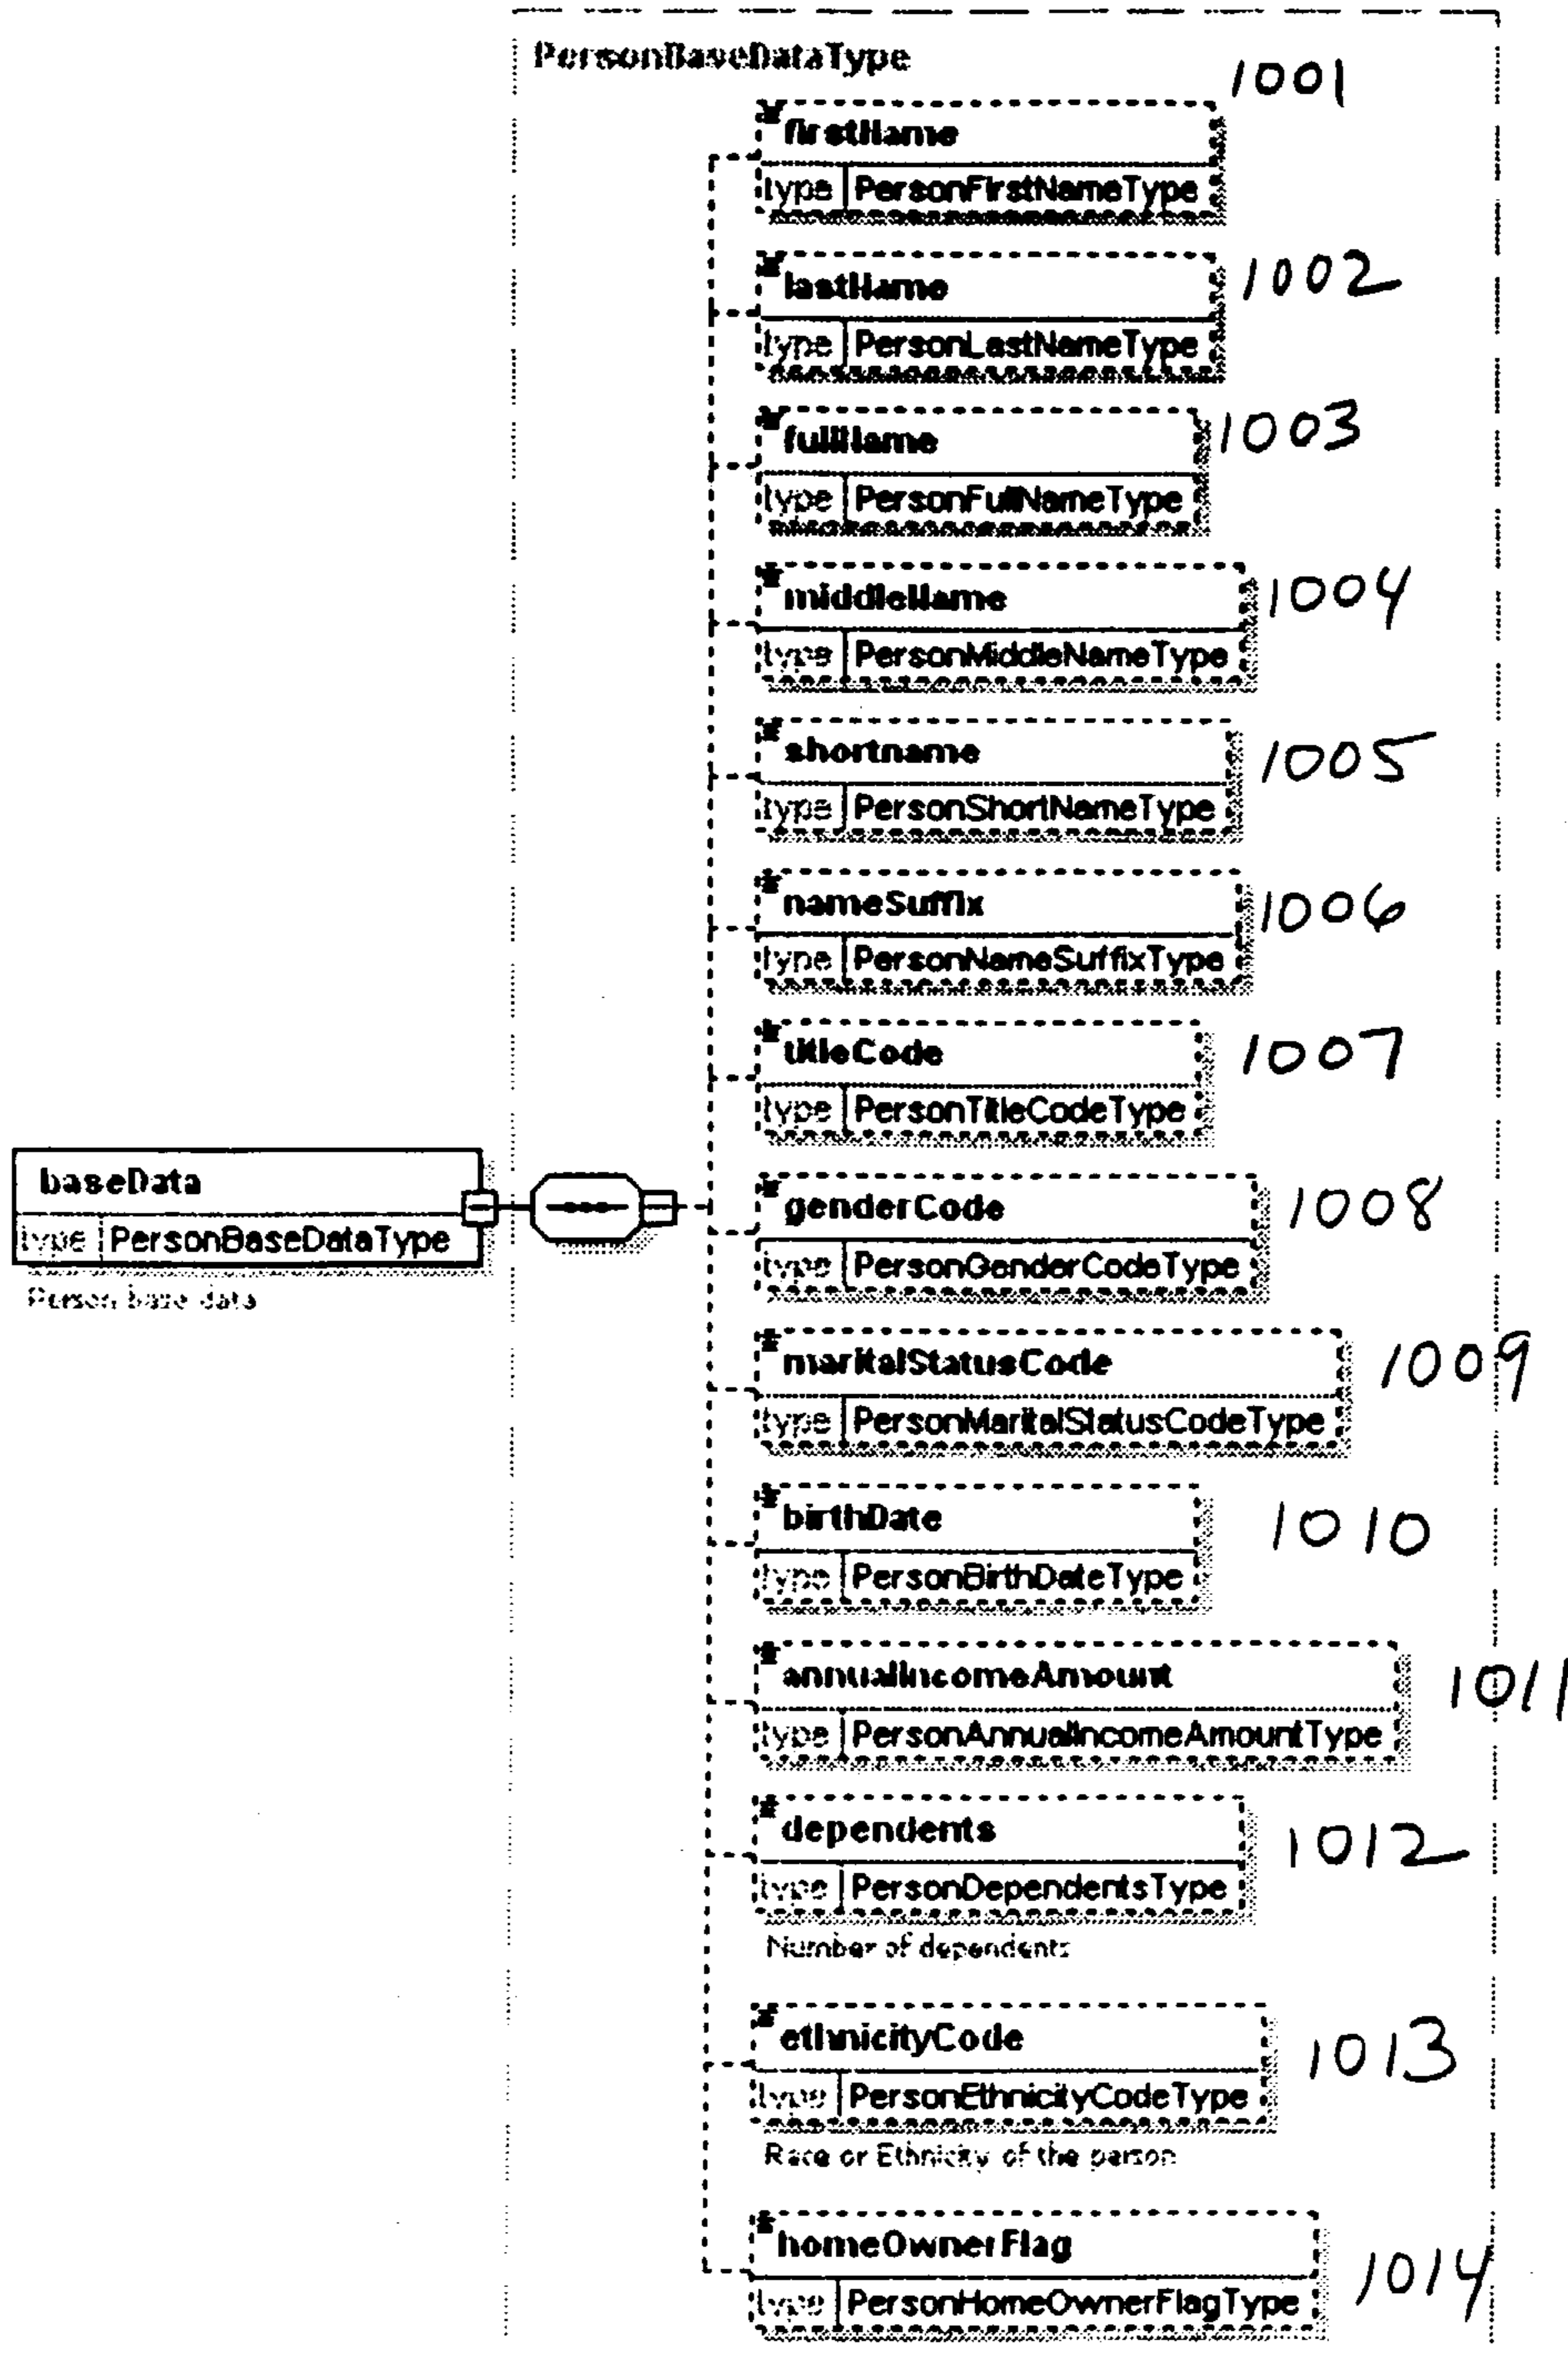 PersonBaseDataType
1001
firstName
type PersonFirstNameType
lastName
1002
type PersonLastNameType
fullName
1003
type PersonFullNameType
middleName
1004
type PersonMiddleNameType
shortname
1005
type PersonShortNameType
nameSuffix
1006
type PersonNameSuffixType
titleCode
1007
type PersonTitleCodeType
baseData
type PersonBaseDataType
Person base data
genderCode
1008
type PersonGenderCodeType
maritalStatusCode
1009
type PersonMaritalStatusCodeType
birthDate
1010
type PersonBirthDateType
annualIncomeAmount
1011
type PersonAnnualIncomeAmountType
dependents
1012
type PersonDependentsType
Number of dependents
ethnicityCode
1013
type PersonEthnicityCodeType
Race or Ethnicity of the person
homeOwnerFlag
1014
type PersonHomeOwnerFlagType